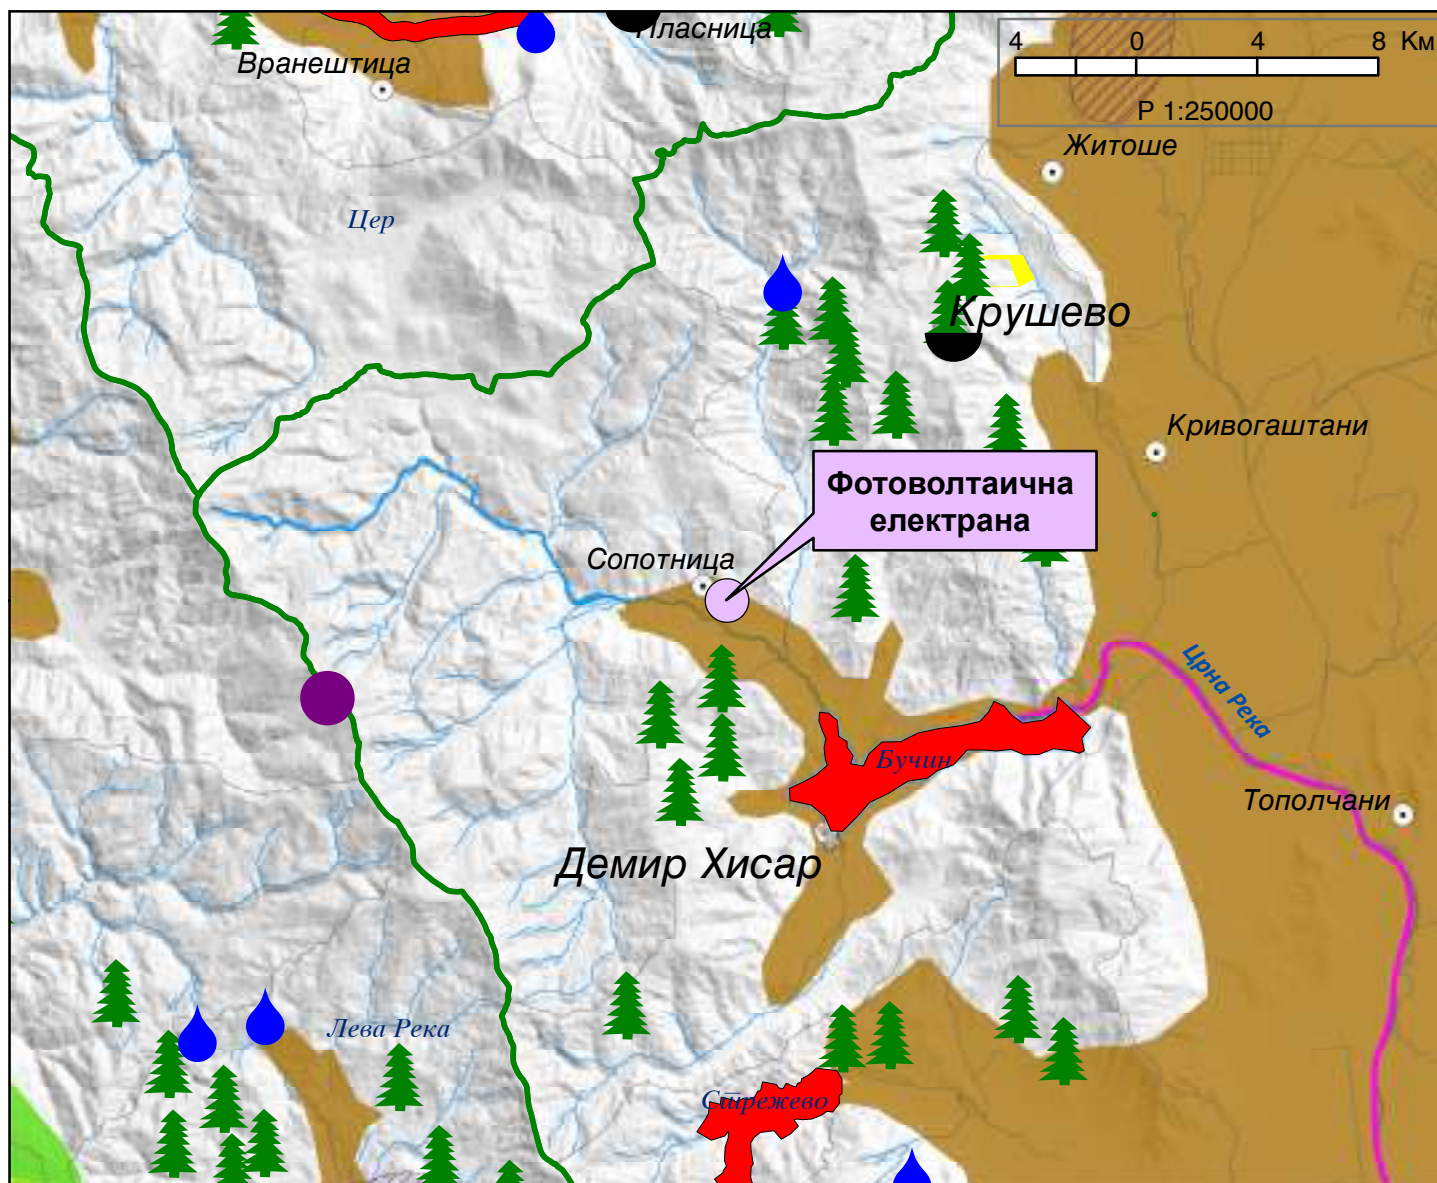 Пласница
Вранештица
4 0 4 8 Км
Р 1:250000
Житоше
Цер
Крушево
Кривогаштани
Фотоволтаична
електрана
Сопотница
Црна Река
Бучин
Тополчани
Демир Хисар
Лева Река
Стрежево